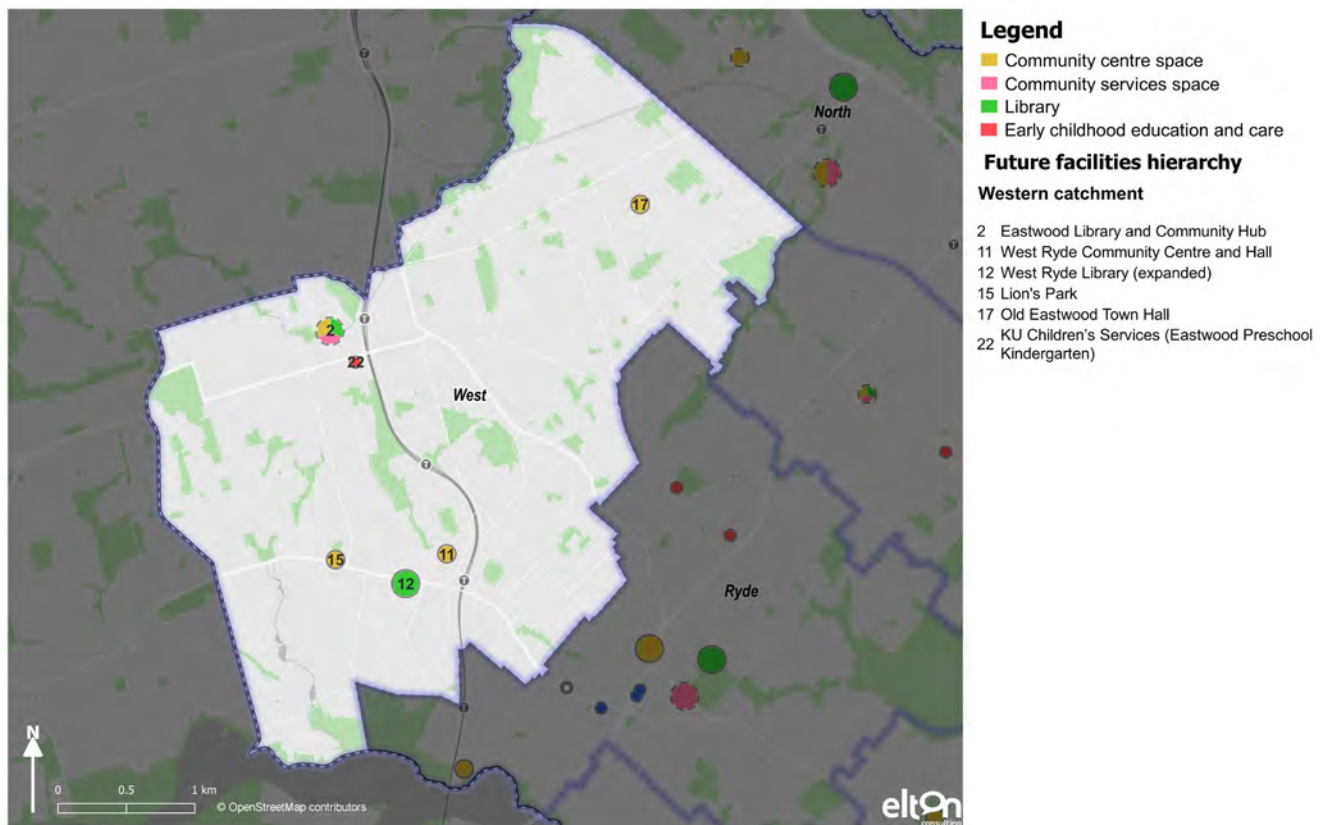 Legend
Community centre space
Community services space
Library
Early childhood education and care
Future facilities hierarchy
Western catchment
2 Eastwood Library and Community Hub
11 West Ryde Community Centre and Hall
12 West Ryde Library (expanded)
15 Lion's Park
17 Old Eastwood Town Hall
22 KU Children's Services (Eastwood Preschool
Kindergarten)
T
North
T
17
T
2
T
22
West
T
15
11
12
T
Ryde
T
N
0 0.5 1 km
© OpenStreetMap contributors
elton
consulting